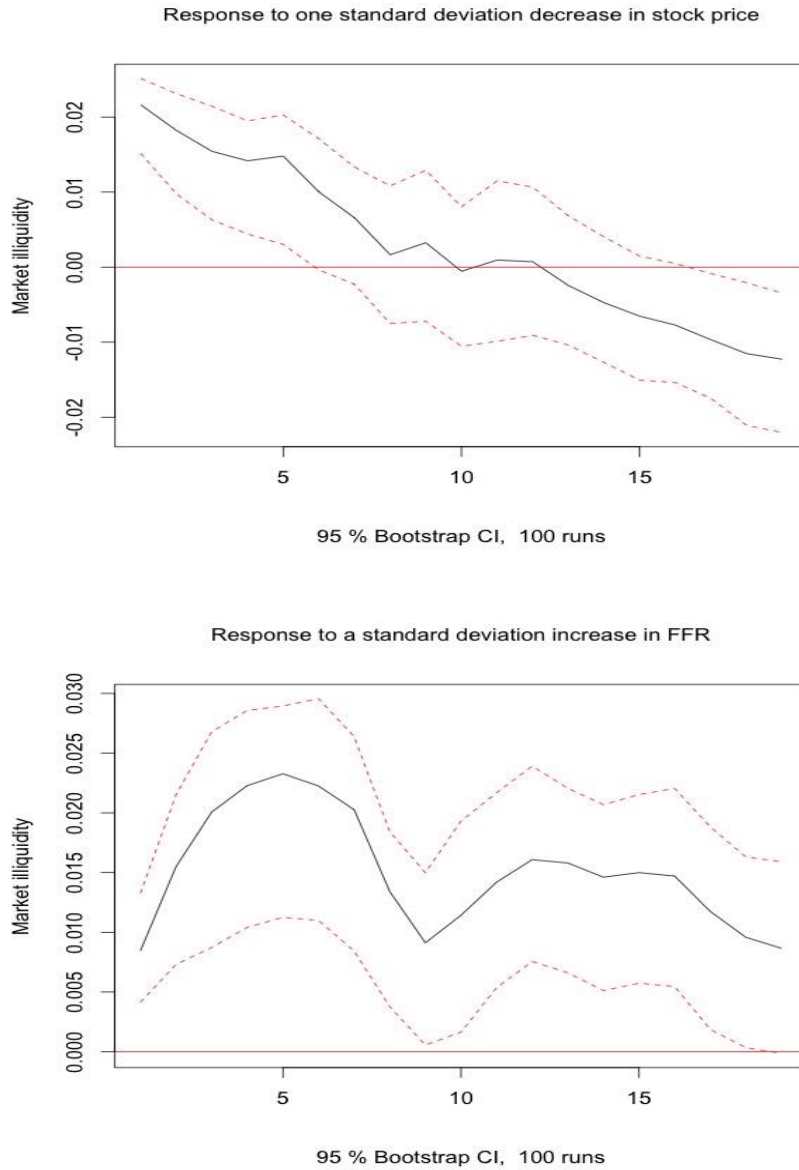 Response to one standard deviation decrease in stock price
Market illiquidity
0.02
0.01
0.00
-0.01
-0.02
5 10 15
95 % Bootstrap CI, 100 runs
Response to a standard deviation increase in FFR
Market illiquidity
0.030
0.025
0.020
0.015
0.010
0.005
0.000
5 10 15
95 % Bootstrap CI, 100 runs